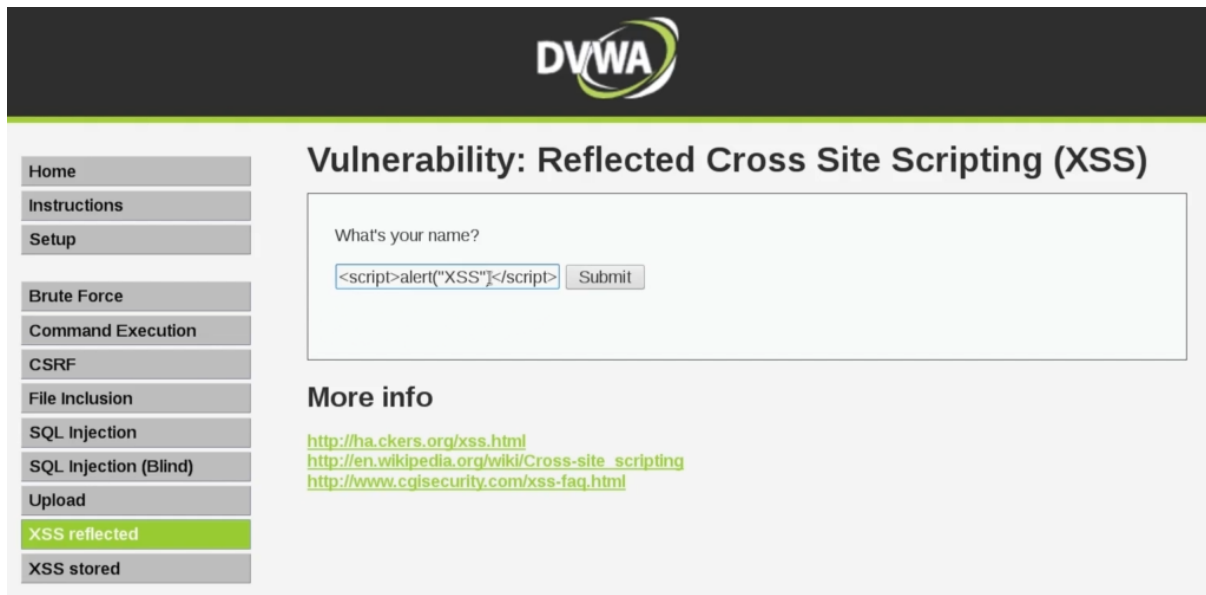 DVWA
Home
Instructions
Setup
Brute Force
Command Execution
CSRF
File Inclusion
SQL Injection
SQL Injection (Blind)
Upload
XSS reflected
XSS stored
Vulnerability: Reflected Cross Site Scripting (XSS)
What's your name?
<script>alert("XSS")</script> Submit
More info
http://ha.ckers.org/xss.html
http://en.wikipedia.org/wiki/Cross-site_scripting
http://www.cgisecurity.com/xss-faq.html